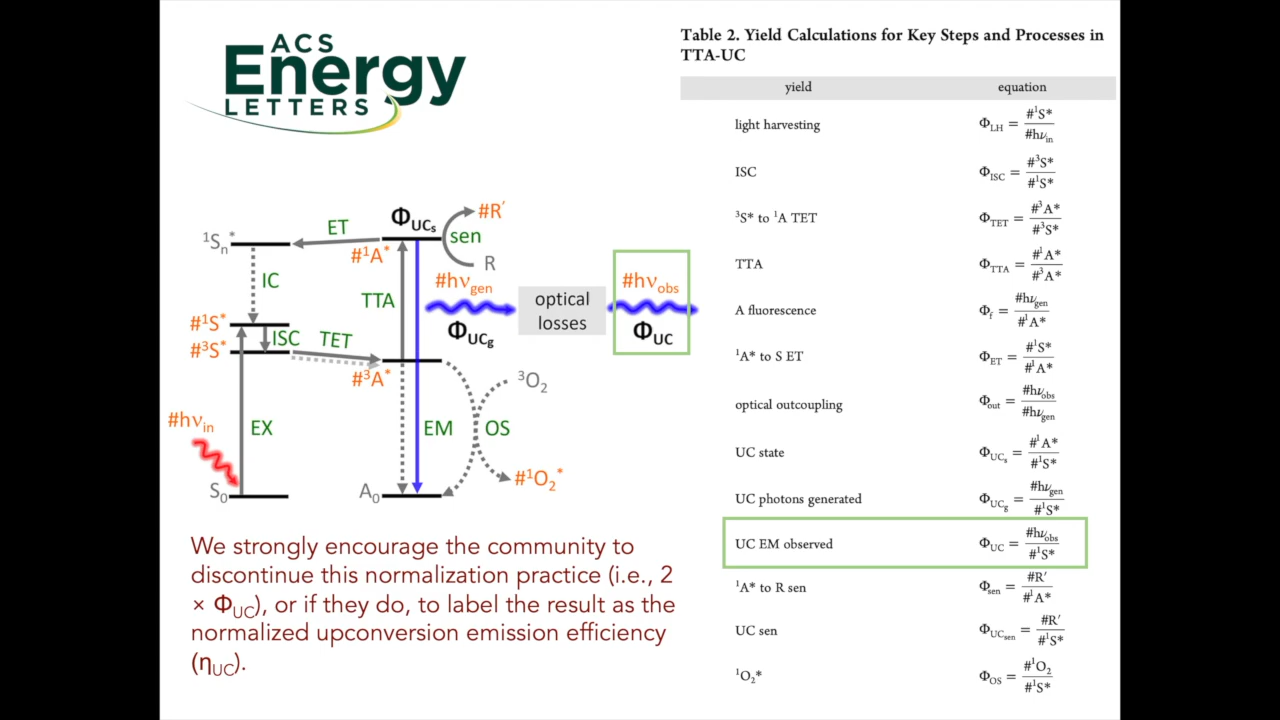 ACS
Energy
LETTERS
Table 2. Yield Calculations for Key Steps and Processes in
TTA-UC
yield equation
light harvesting Φ_LH = #¹S* / #hν_in
ISC Φ_ISC = #³S* / #¹S*
³S* to ¹A TET Φ_TET = #³A* / #³S*
TTA Φ_TTA = #¹A* / #³A*
A fluorescence Φ_f = #hν_gen / #¹A*
¹A* to S ET Φ_ET = #¹S* / #¹A*
optical outcoupling Φ_out = #hν_obs / #hν_gen
UC state Φ_UCs = #¹A* / #¹S*
UC photons generated Φ_UCg = #hν_gen / #¹S*
UC EM observed Φ_UC = #hν_obs / #¹S*
¹A* to R sen Φ_sen = #R′ / #¹A*
UC sen Φ_UCsen = #R′ / #¹S*
¹O₂* Φ_OS = #¹O₂ / #¹S*
Φ_UCs
#R′
ET
sen
¹Sₙ*
#¹A*
R
IC
#hν_gen
#hν_obs
TTA
optical
losses
#¹S*
ISC
TET
Φ_UCg
Φ_UC
#³S*
#³A*
³O₂
#hν_in
EX
EM
OS
#¹O₂*
S₀
A₀
We strongly encourage the community to
discontinue this normalization practice (i.e., 2
× Φ_UC), or if they do, to label the result as the
normalized upconversion emission efficiency
(η_UC).